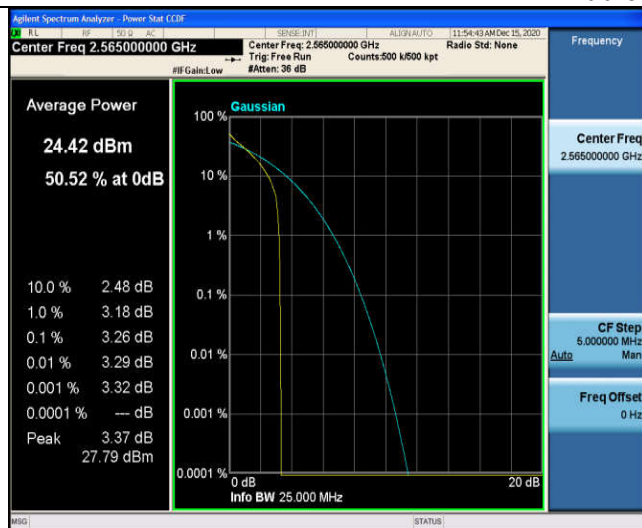 Agilent Spectrum Analyzer - Power Stat CCDF
RL RF 50 Ω AC SENSE:INT ALIGN AUTO 11:54:43 AM Dec 15, 2020
Center Freq 2.565000000 GHz
Center Freq: 2.565000000 GHz
Radio Std: None
Trig: Free Run
Counts:500 k/500 kpt
#IFGain:Low
#Atten: 36 dB
Average Power
24.42 dBm
50.52 % at 0dB
10.0 % 2.48 dB
1.0 % 3.18 dB
0.1 % 3.26 dB
0.01 % 3.29 dB
0.001 % 3.32 dB
0.0001 % --- dB
Peak 3.37 dB
27.79 dBm
Gaussian
100 %
10 %
1 %
0.1 %
0.01 %
0.001 %
0.0001 %
0 dB
20 dB
Info BW 25.000 MHz
Frequency
Center Freq
2.565000000 GHz
CF Step
5.000000 MHz
Auto Man
Freq Offset
0 Hz
MSG
STATUS